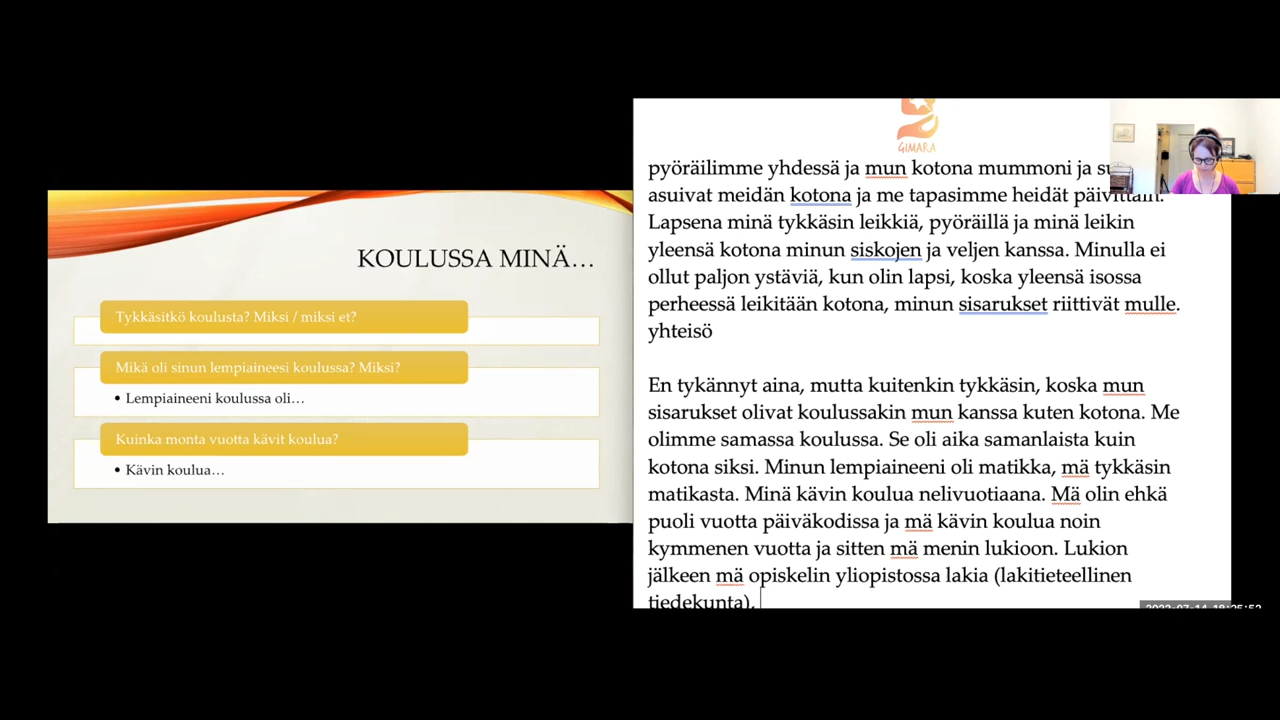 KOULUSSA MINÄ…
Tykkäsitkö koulusta? Miksi / miksi et?
Mikä oli sinun lempiaineesi koulussa? Miksi?
• Lempiaineeni koulussa oli…
Kuinka monta vuotta kävit koulua?
• Kävin koulua…
GIMARA
pyöräilimme yhdessä ja mun kotona mummoni ja
asuivat meidän kotona ja me tapasimme heidät päivittäin.
Lapsena minä tykkäsin leikkiä, pyöräillä ja minä leikin
yleensä kotona minun siskojen ja veljen kanssa. Minulla ei
ollut paljon ystäviä, kun olin lapsi, koska yleensä isossa
perheessä leikitään kotona, minun sisarukset riittivät mulle.
yhteisö
En tykännyt aina, mutta kuitenkin tykkäsin, koska mun
sisarukset olivat koulussakin mun kanssa kuten kotona. Me
olimme samassa koulussa. Se oli aika samanlaista kuin
kotona siksi. Minun lempiaineeni oli matikka, mä tykkäsin
matikasta. Minä kävin koulua nelivuotiaana. Mä olin ehkä
puoli vuotta päiväkodissa ja mä kävin koulua noin
kymmenen vuotta ja sitten mä menin lukioon. Lukion
jälkeen mä opiskelin yliopistossa lakia (lakitieteellinen
tiedekunta).